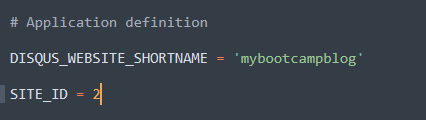 # Application definition
DISQUS_WEBSITE_SHORTNAME = 'mybootcampblog'
SITE_ID = 2